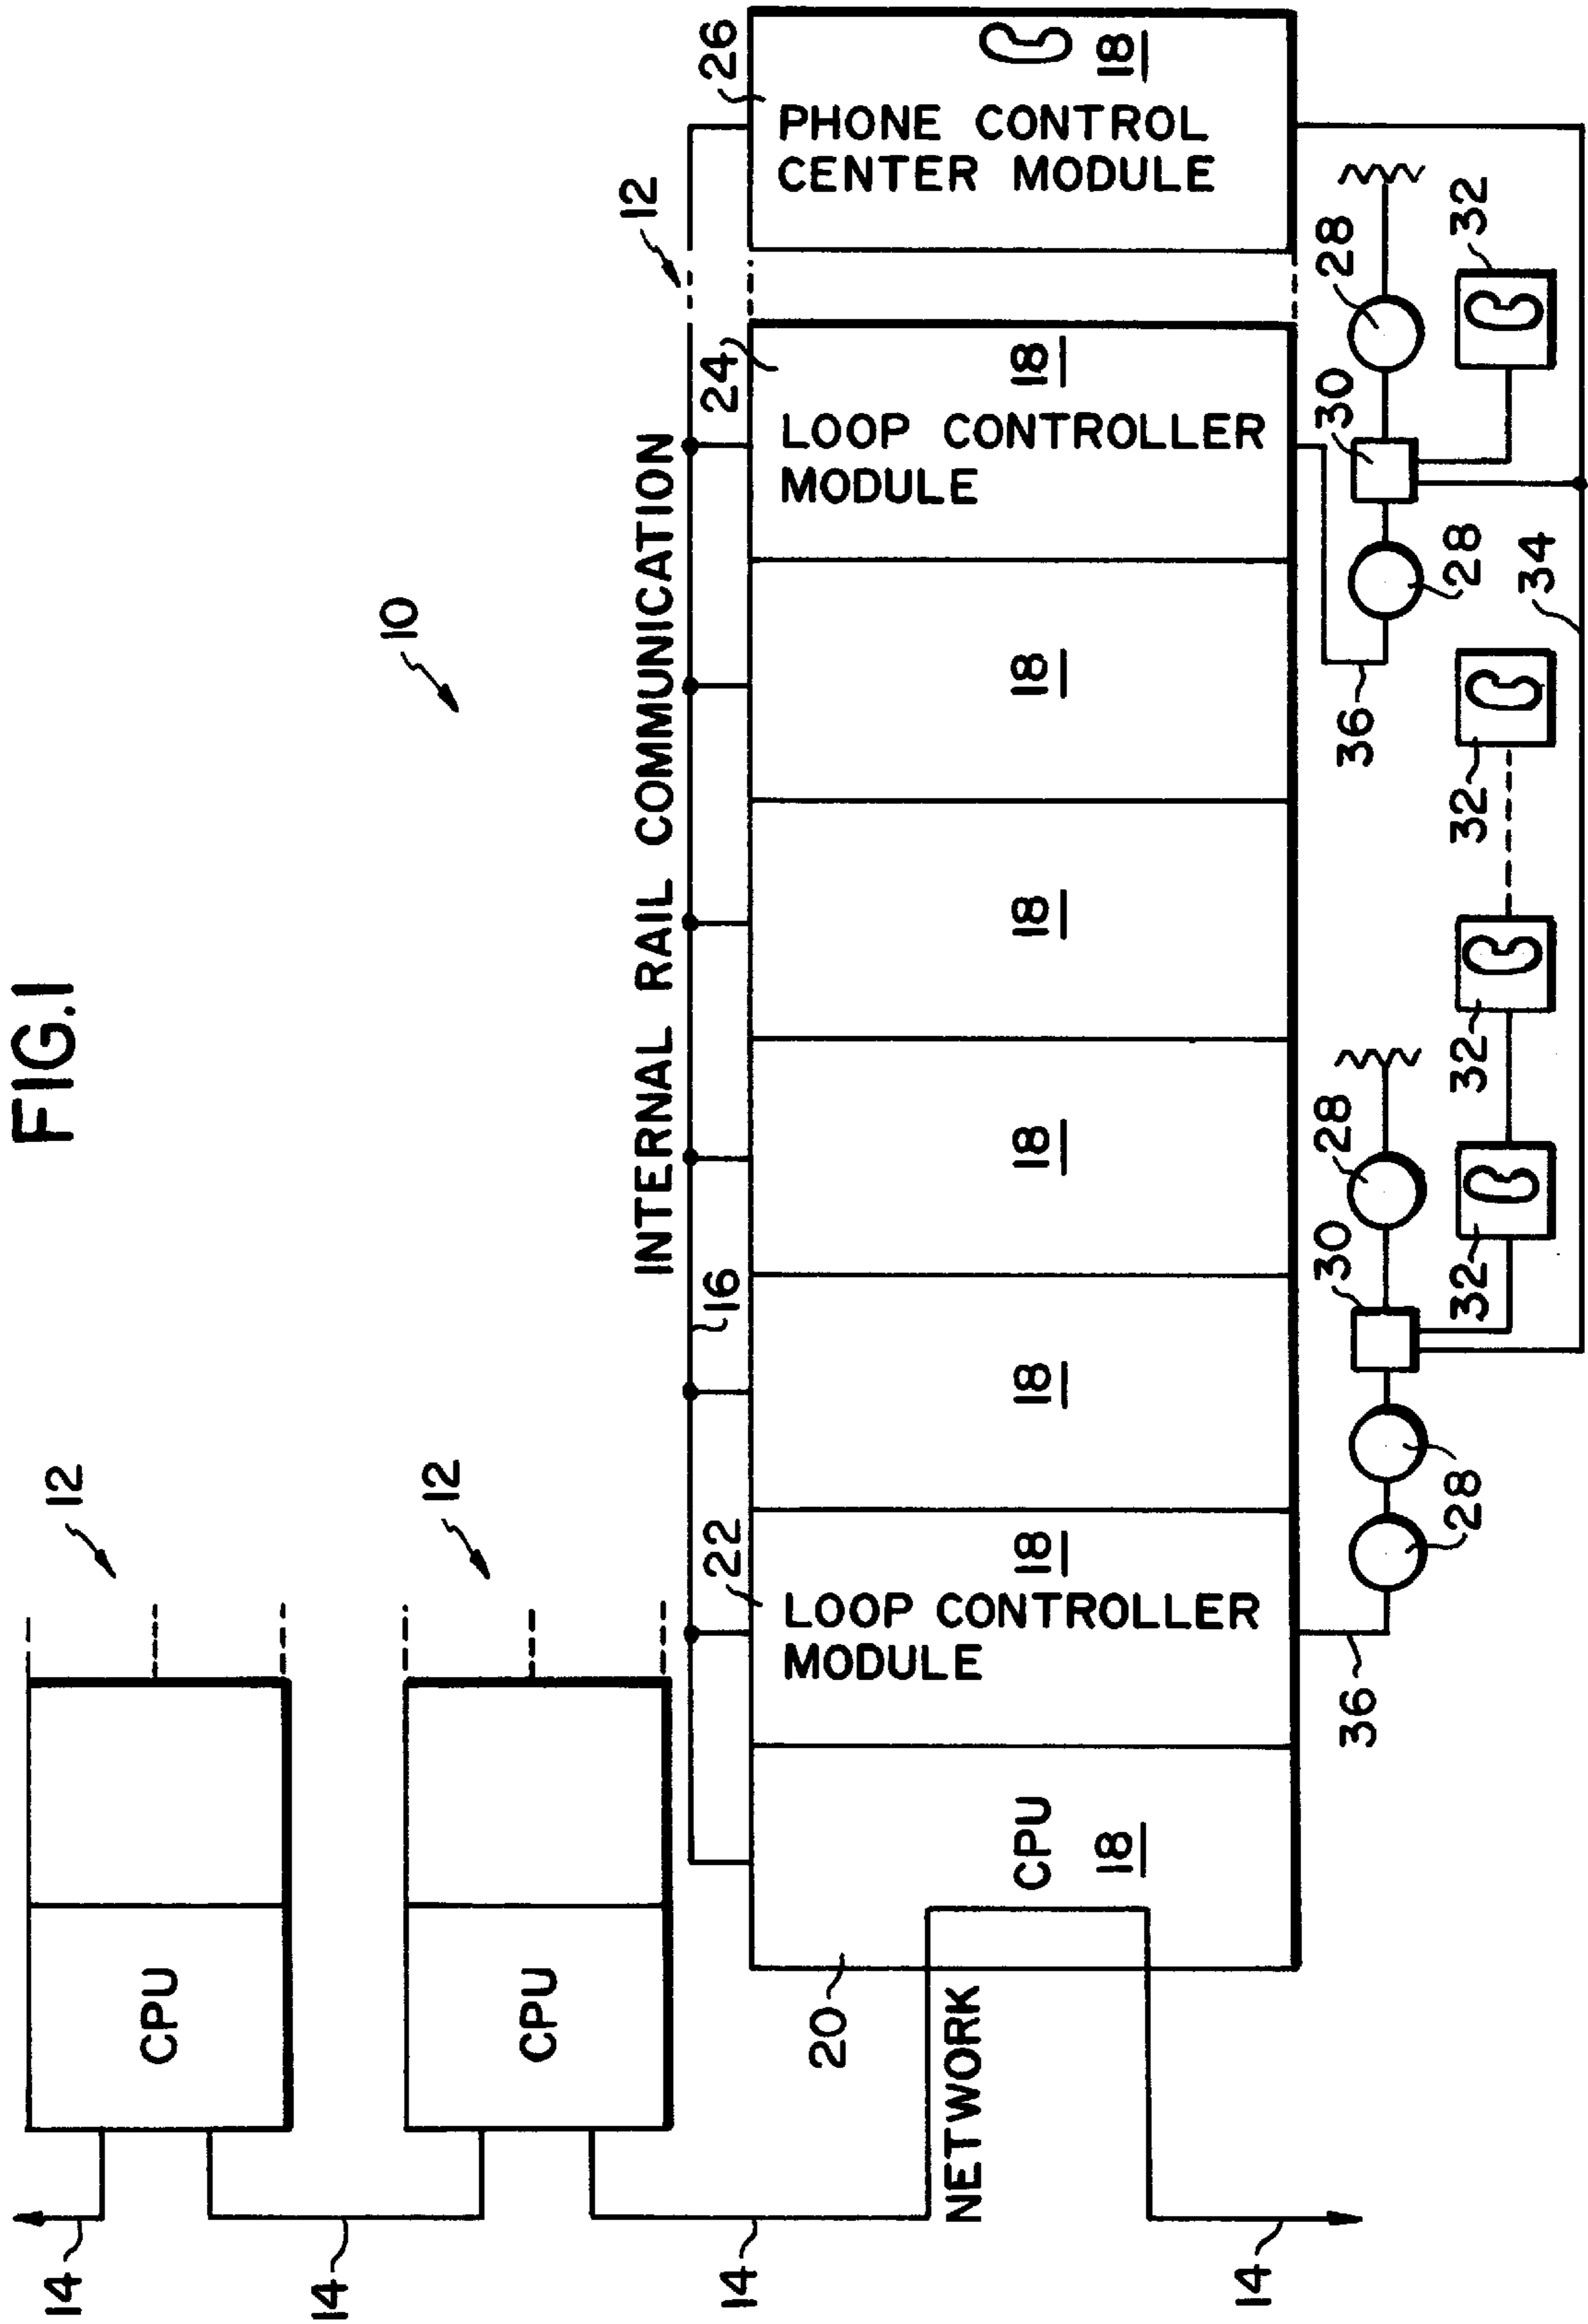 FIG.1
14
12
CPU
14
10
12
CPU
12
INTERNAL RAIL COMMUNICATION
14
22
16
24
26
20
LOOP CONTROLLER
MODULE
LOOP CONTROLLER
MODULE
PHONE CONTROL
CENTER MODULE
NETWORK
CPU
18
18
18
18
18
18
18
18
14
36
30
28
36
30
28
28
28
32
32
32
32
34